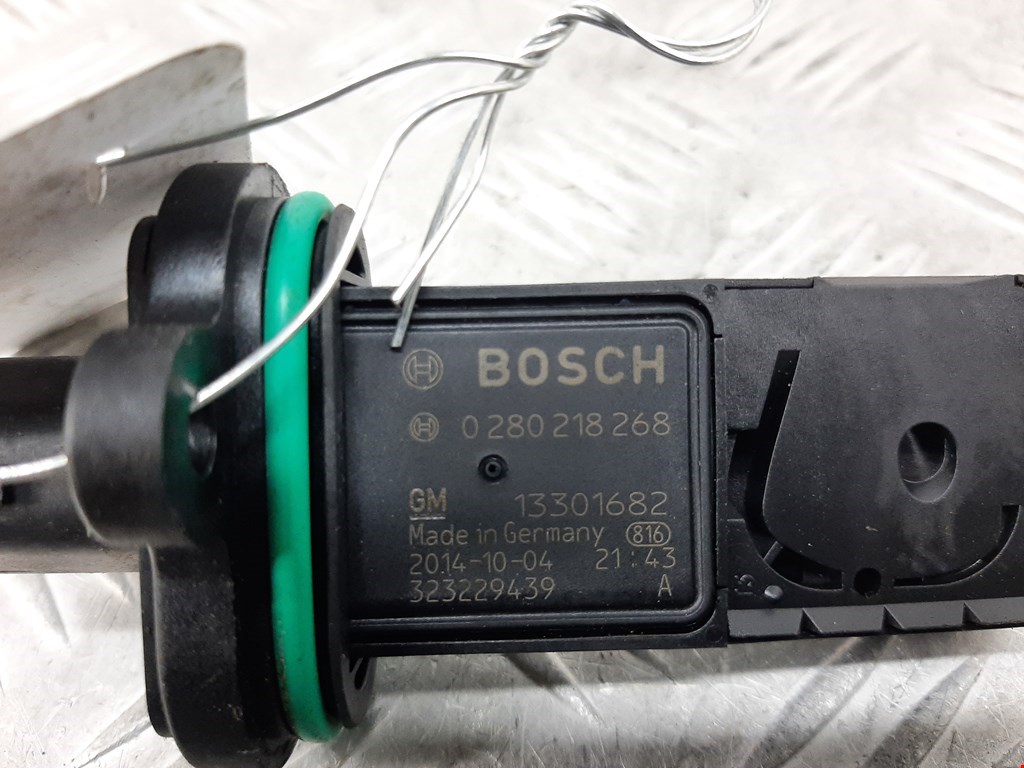 BOSCH
0 280 218 268
GM 13301682
Made in Germany 816
2014-10-04 21:43
323229439 A